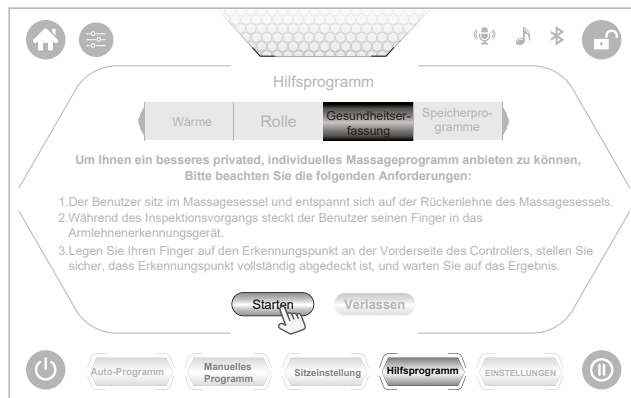 Hilfsprogramm
Wärme
Rolle
Gesundheitser-
fassung
Speicherpro-
gramme
Um Ihnen ein besseres privated, individuelles Massageprogramm anbieten zu können,
Bitte beachten Sie die folgenden Anforderungen:
1.Der Benutzer sitz im Massagesessel und entspannt sich auf der Rückenlehne des Massagesessels.
2.Während des Inspektionsvorgangs steckt der Benutzer seinen Finger in das
Armlehnenerkennungsgerät.
3.Legen Sie Ihren Finger auf den Erkennungspunkt an der Vorderseite des Controllers, stellen Sie
sicher, dass Erkennungspunkt vollständig abgedeckt ist, und warten Sie auf das Ergebnis.
Starten
Verlassen
Auto-Programm
Manuelles
Programm
Sitzeinstellung
Hilfsprogramm
EINSTELLUNGEN